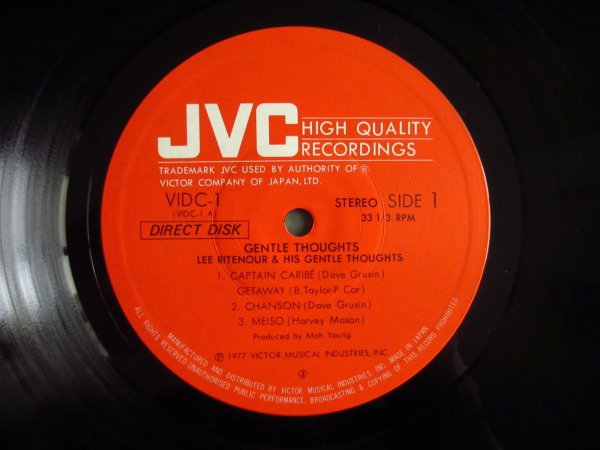 JVC HIGH QUALITY
RECORDINGS
TRADEMARK JVC USED BY AUTHORITY OF ®
VICTOR COMPANY OF JAPAN, LTD.
VIDC-1
(VIDC-1 A)
DIRECT DISK
STEREO SIDE 1
33 1/3 RPM
GENTLE THOUGHTS
LEE RITENOUR & HIS GENTLE THOUGHTS
1. CAPTAIN CARIBÉ (Dave Grusin)
GETAWAY (B. Taylor-P. Cor)
2. CHANSON (Dave Grusin)
3. MEISO (Harvey Mason)
Produced by Mah Young
Ⓟ 1977 VICTOR MUSICAL INDUSTRIES, INC.
③
MANUFACTURED AND DISTRIBUTED BY VICTOR MUSICAL INDUSTRIES, INC. MADE IN JAPAN
ALL RIGHTS RESERVED-UNAUTHORISED PUBLIC PERFORMANCE. BROADCASTING & COPYING OF THIS RECORD PROHIBITED